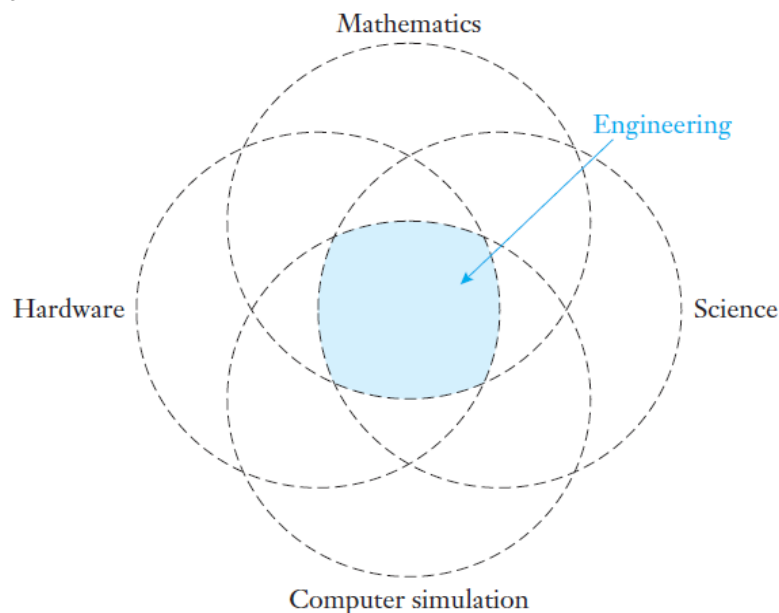 Mathematics
Engineering
Hardware
Science
Computer simulation